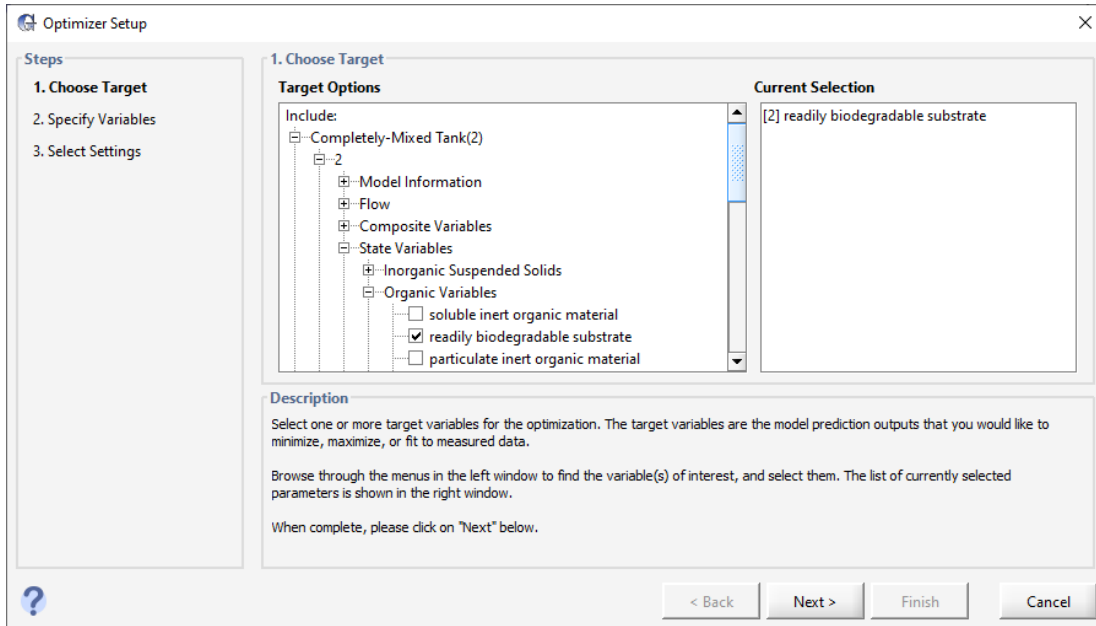 Optimizer Setup
Steps
1. Choose Target
2. Specify Variables
3. Select Settings
1. Choose Target
Target Options
Include:
Completely-Mixed Tank(2)
2
Model Information
Flow
Composite Variables
State Variables
Inorganic Suspended Solids
Organic Variables
soluble inert organic material
readily biodegradable substrate
particulate inert organic material
Current Selection
[2] readily biodegradable substrate
Description
Select one or more target variables for the optimization. The target variables are the model prediction outputs that you would like to
minimize, maximize, or fit to measured data.
Browse through the menus in the left window to find the variable(s) of interest, and select them. The list of currently selected
parameters is shown in the right window.
When complete, please click on "Next" below.
?
< Back
Next >
Finish
Cancel